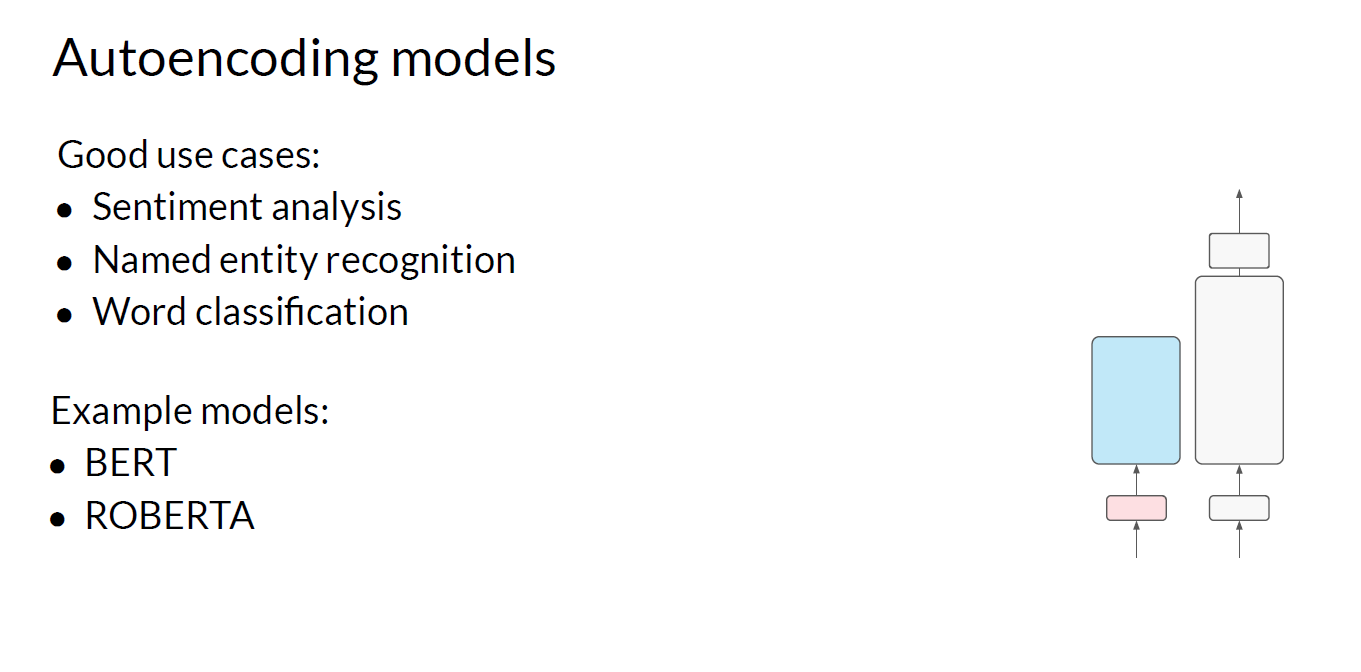 Autoencoding models
Good use cases:
● Sentiment analysis
● Named entity recognition
● Word classification
Example models:
● BERT
● ROBERTA